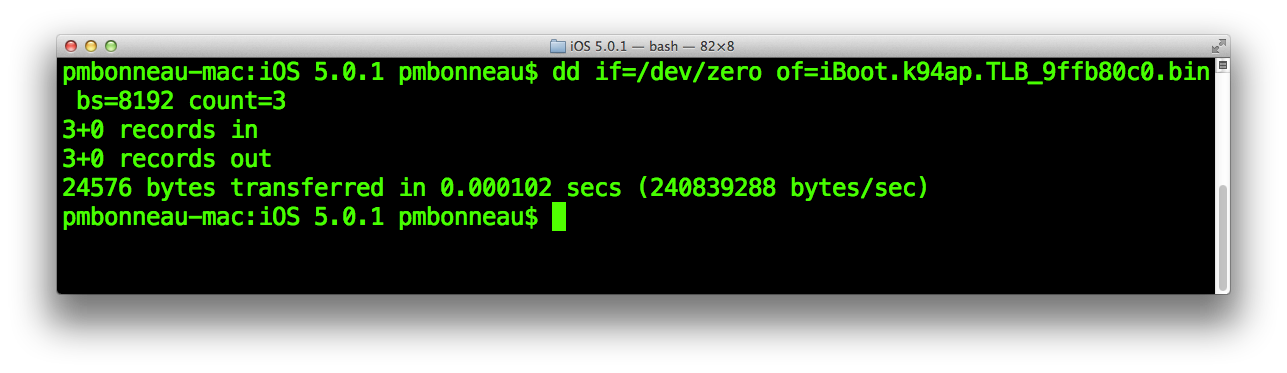 iOS 5.0.1 — bash — 82×8
pmbonneau-mac:iOS 5.0.1 pmbonneau$ dd if=/dev/zero of=iBoot.k94ap.TLB_9ffb80c0.bin
 bs=8192 count=3
3+0 records in
3+0 records out
24576 bytes transferred in 0.000102 secs (240839288 bytes/sec)
pmbonneau-mac:iOS 5.0.1 pmbonneau$